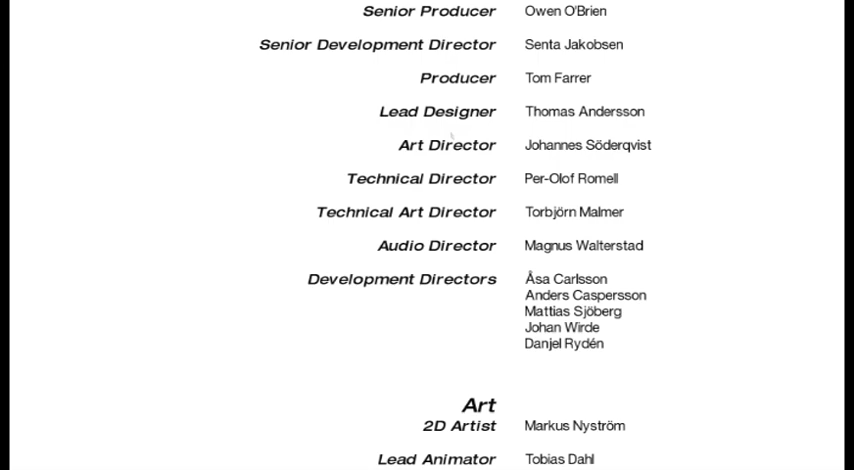 Senior Producer Owen O'Brien
Senior Development Director Senta Jakobsen
Producer Tom Farrer
Lead Designer Thomas Andersson
Art Director Johannes Söderqvist
Technical Director Per-Olof Romell
Technical Art Director Torbjörn Malmer
Audio Director Magnus Walterstad
Development Directors Åsa Carlsson
Anders Caspersson
Mattias Sjöberg
Johan Wirde
Danjel Rydén
Art
2D Artist Markus Nyström
Lead Animator Tobias Dahl